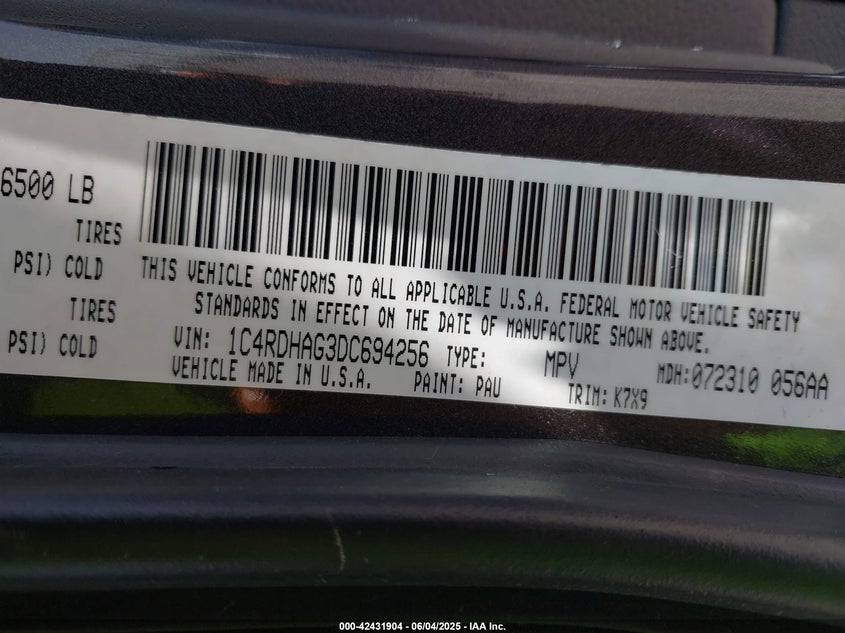 6500 LB
TIRES
PSI) COLD
TIRES
PSI) COLD
THIS VEHICLE CONFORMS TO ALL APPLICABLE U.S.A. FEDERAL MOTOR VEHICLE SAFETY
STANDARDS IN EFFECT ON THE DATE OF MANUFACTURE SHOWN ABOVE.
VIN: 1C4RDHAG3DC694256 TYPE: MPV MDH:072310 056AA
VEHICLE MADE IN U.S.A. PAINT: PAU TRIM: K7X9
000-42431904 - 06/04/2025 - IAA Inc.